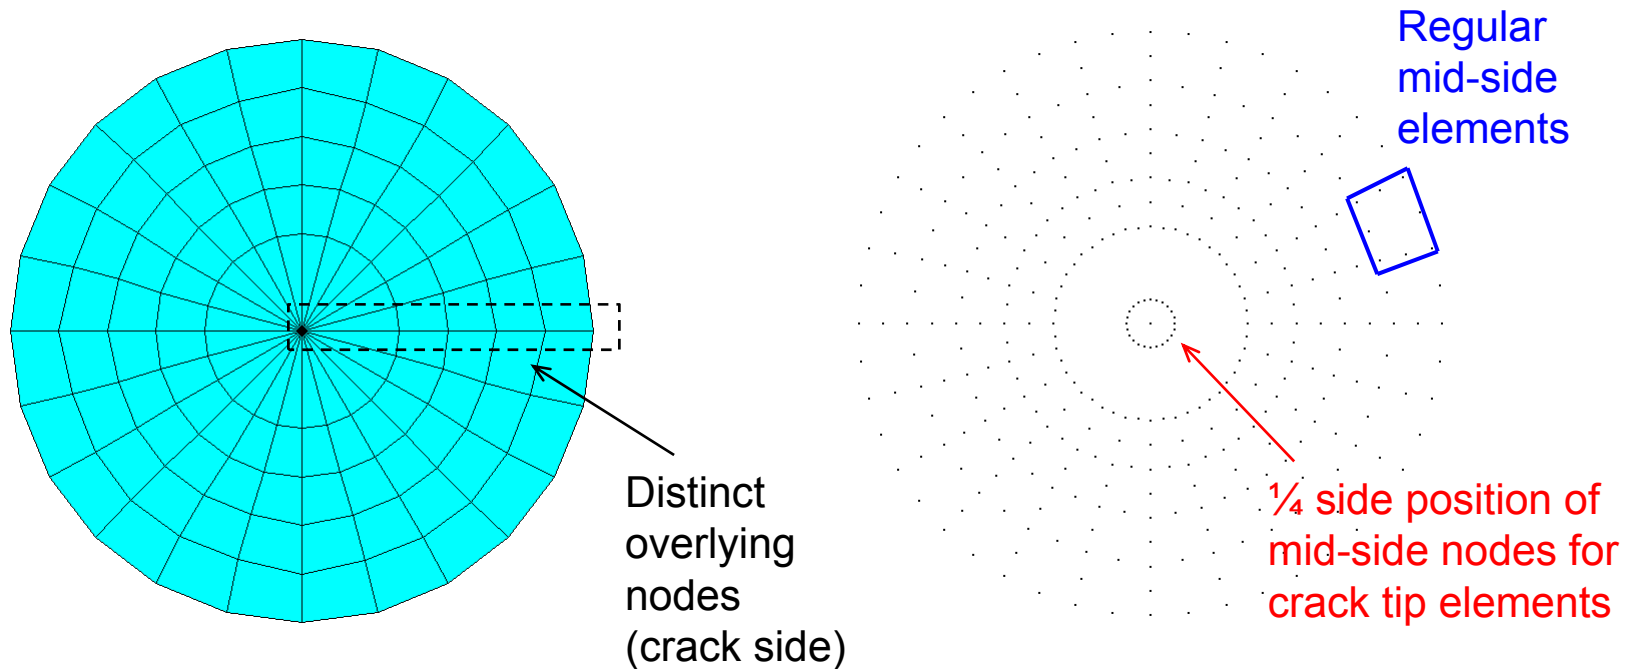 Regular
mid-side
elements
Distinct
overlying
nodes
(crack side)
¼ side position of
mid-side nodes for
crack tip elements